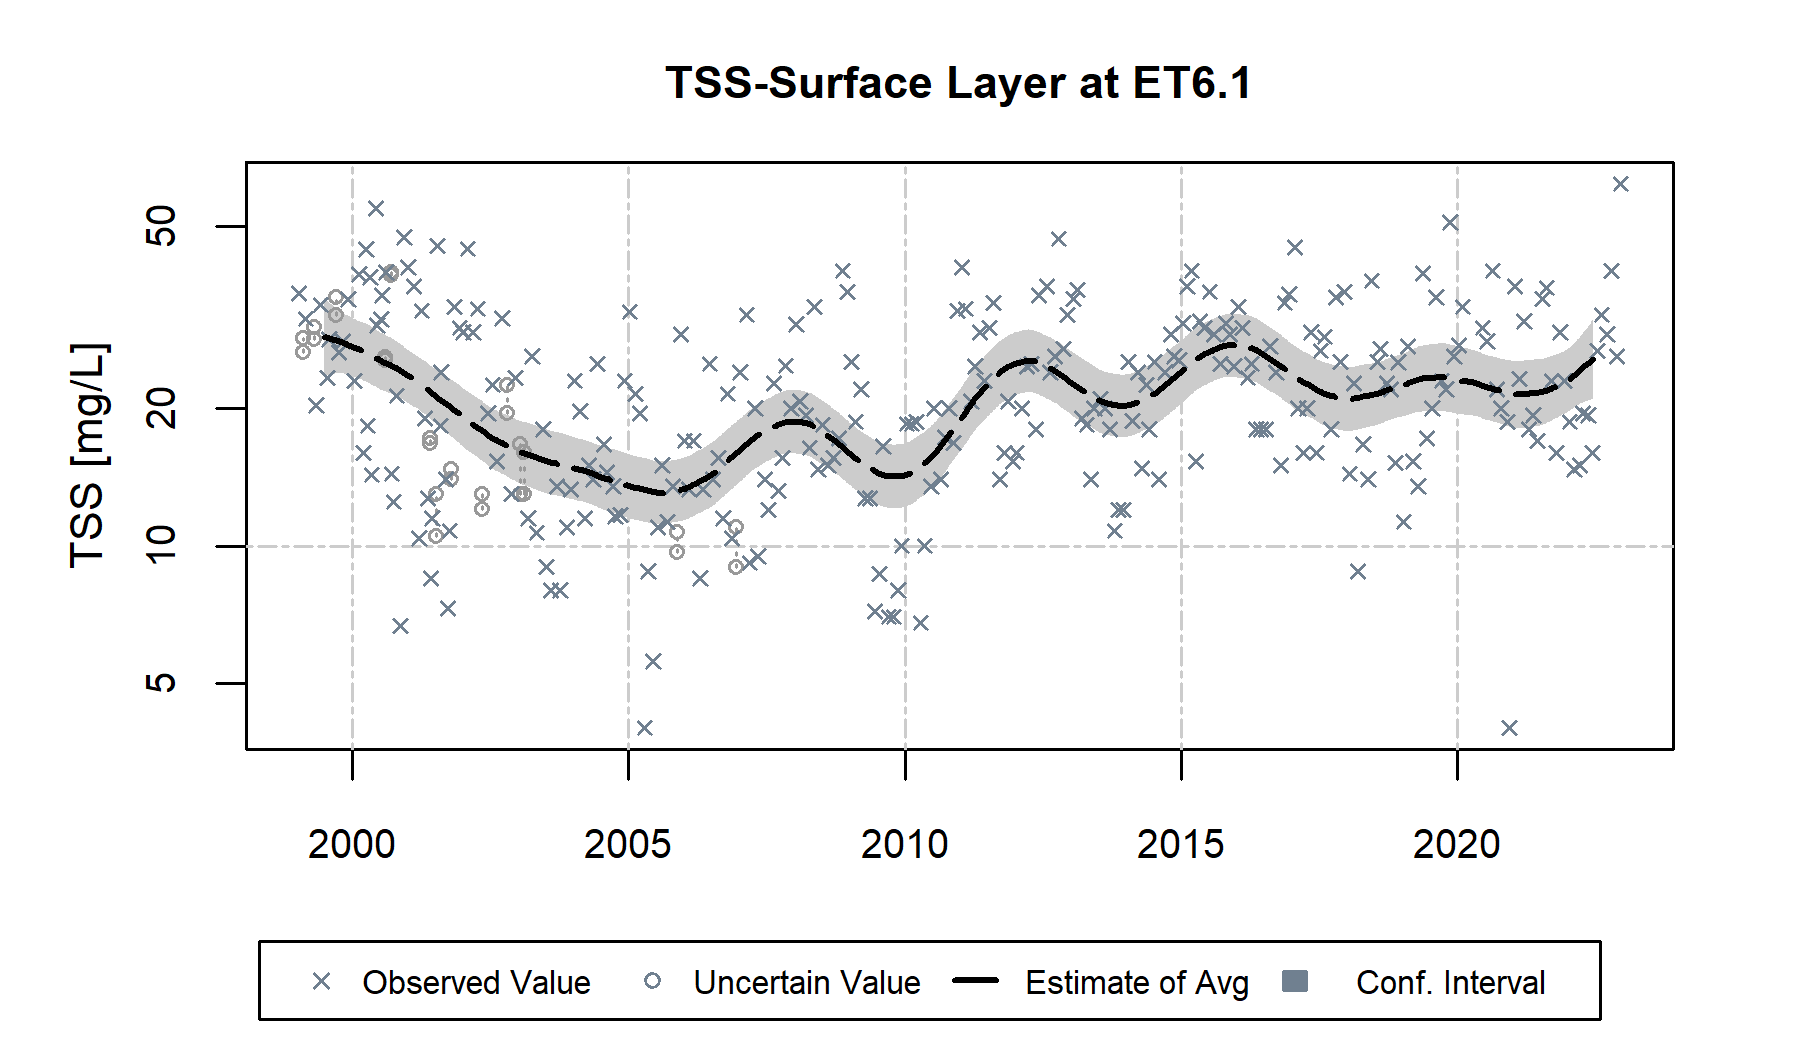 TSS-Surface Layer at ET6.1
TSS [mg/L]
50
20
10
5
2000 2005 2010 2015 2020
Observed Value Uncertain Value Estimate of Avg Conf. Interval